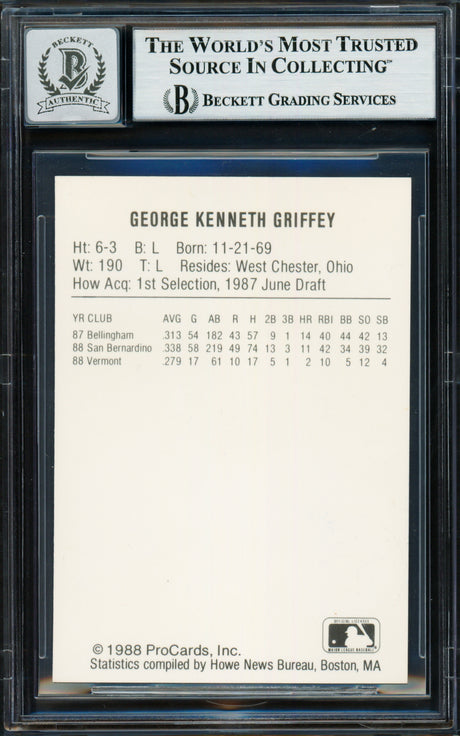 BECKETT
B
AUTHENTIC
THE WORLD'S MOST TRUSTED
SOURCE IN COLLECTING™
B BECKETT GRADING SERVICES
GEORGE KENNETH GRIFFEY
Ht: 6-3 B: L Born: 11-21-69
Wt: 190 T: L Resides: West Chester, Ohio
How Acq: 1st Selection, 1987 June Draft
YR CLUB AVG G AB R H 2B 3B HR RBI BB SO SB
87 Bellingham .313 54 182 43 57 9 1 14 40 44 42 13
88 San Bernardino .338 58 219 49 74 13 3 11 42 34 39 32
88 Vermont .279 17 61 10 17 5 1 2 10 5 12 4
OFFICIAL LICENSEE
MAJOR LEAGUE BASEBALL
© 1988 ProCards, Inc.
Statistics compiled by Howe News Bureau, Boston, MA